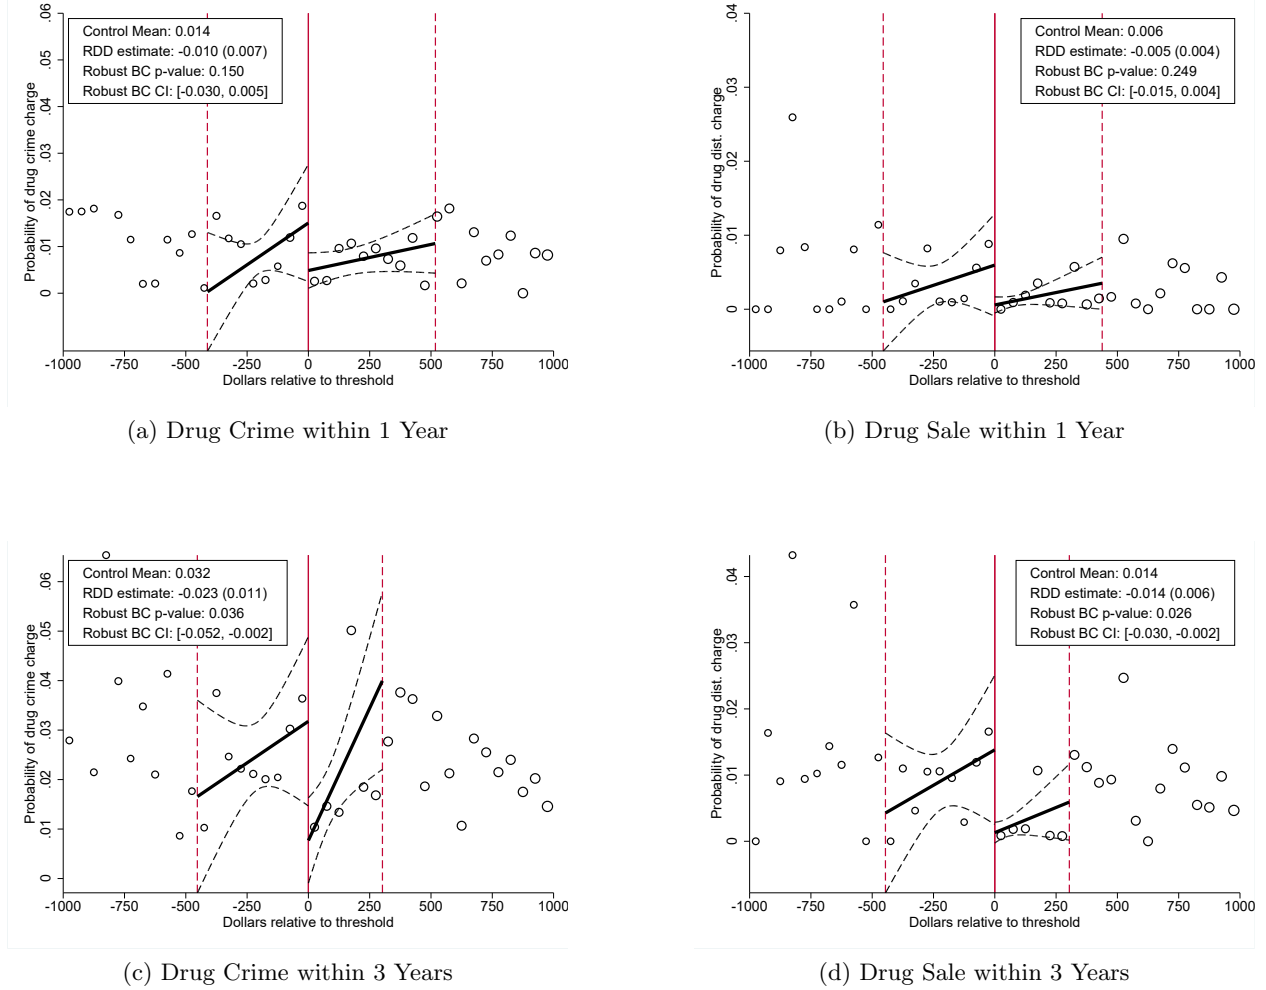 Control Mean: 0.014
RDD estimate: -0.010 (0.007)
Robust BC p-value: 0.150
Robust BC CI: [-0.030, 0.005]
Probability of drug crime charge
.06
.05
.04
.03
.02
.01
0
-1000 -750 -500 -250 0 250 500 750 1000
Dollars relative to threshold
(a) Drug Crime within 1 Year
Control Mean: 0.006
RDD estimate: -0.005 (0.004)
Robust BC p-value: 0.249
Robust BC CI: [-0.015, 0.004]
Probability of drug dist. charge
.04
.03
.02
.01
0
-1000 -750 -500 -250 0 250 500 750 1000
Dollars relative to threshold
(b) Drug Sale within 1 Year
Control Mean: 0.032
RDD estimate: -0.023 (0.011)
Robust BC p-value: 0.036
Robust BC CI: [-0.052, -0.002]
Probability of drug crime charge
.06
.05
.04
.03
.02
.01
0
-1000 -750 -500 -250 0 250 500 750 1000
Dollars relative to threshold
(c) Drug Crime within 3 Years
Control Mean: 0.014
RDD estimate: -0.014 (0.006)
Robust BC p-value: 0.026
Robust BC CI: [-0.030, -0.002]
Probability of drug dist. charge
.04
.03
.02
.01
0
-1000 -750 -500 -250 0 250 500 750 1000
Dollars relative to threshold
(d) Drug Sale within 3 Years